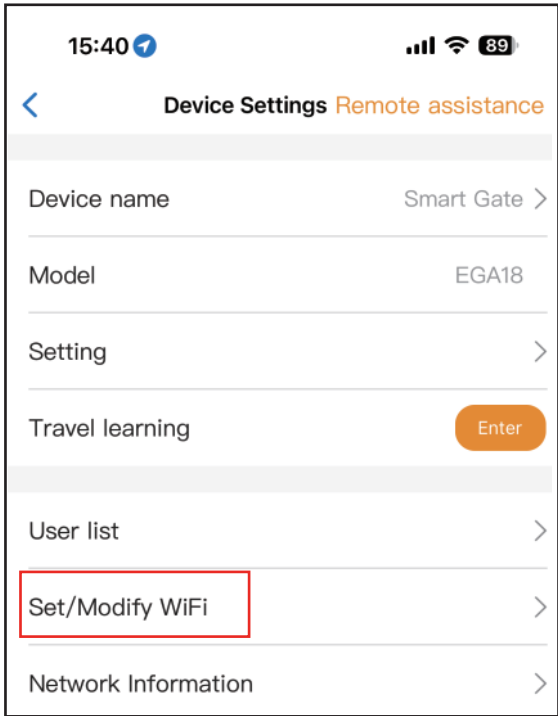 15:40 89
Device Settings Remote assistance
Device name Smart Gate
Model EGA18
Setting
Travel learning Enter
User list
Set/Modify WiFi
Network Information